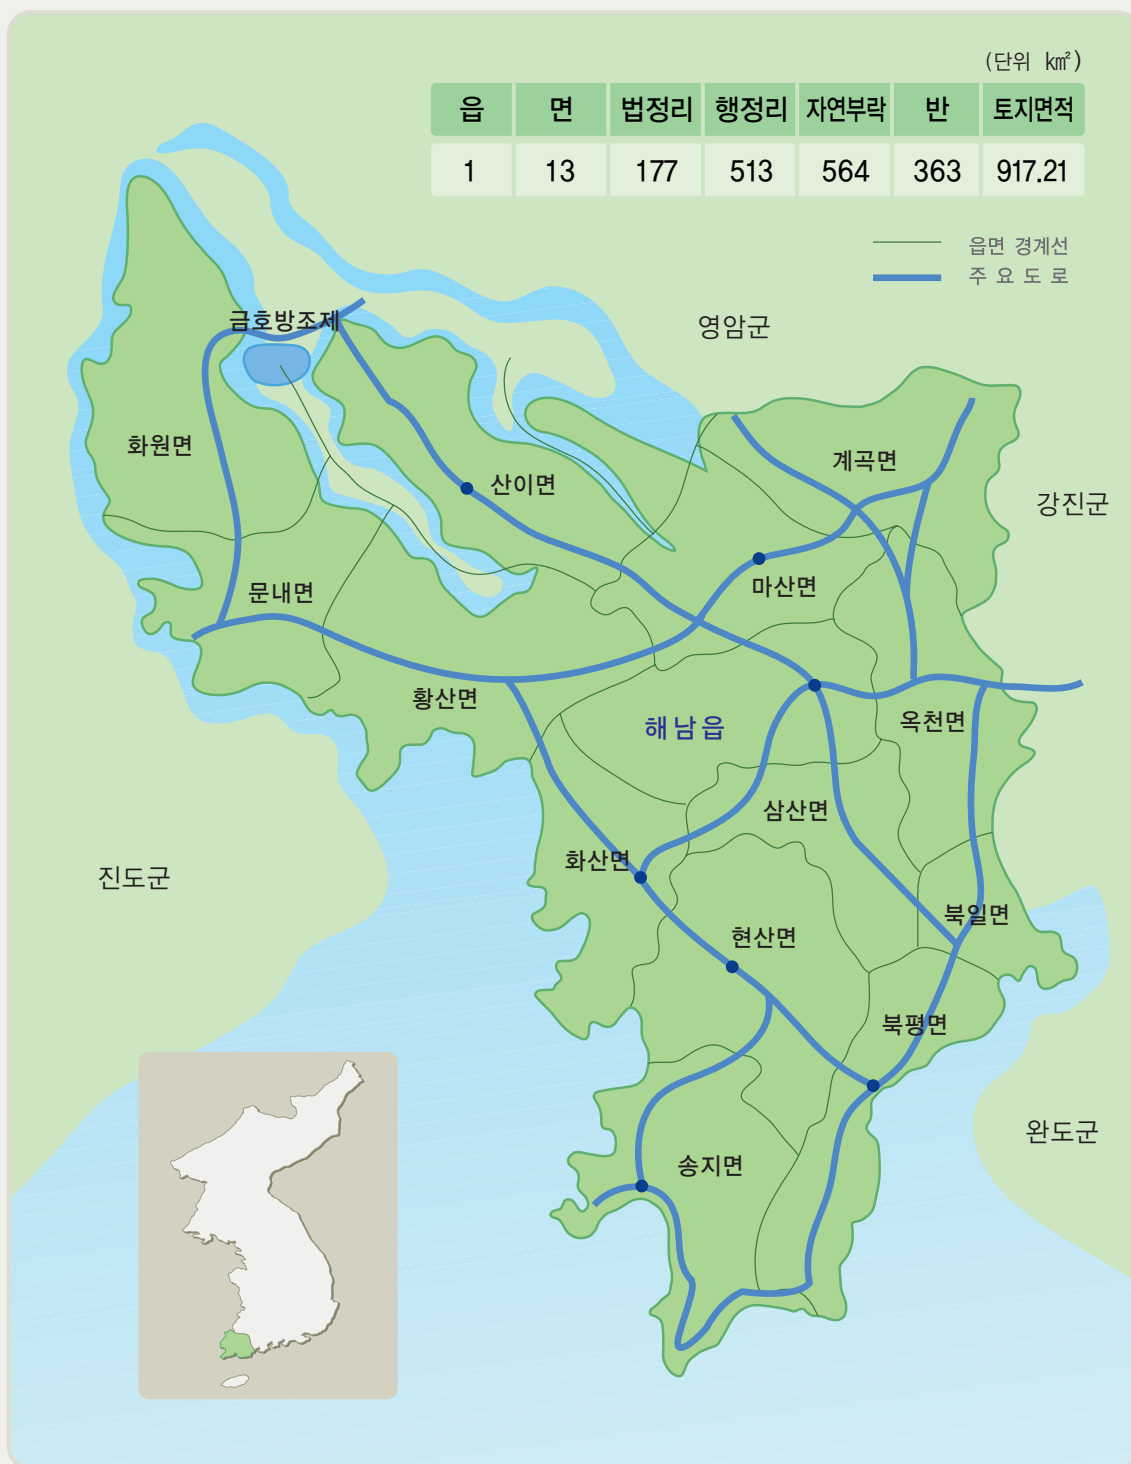 (단위 ㎢)
읍 면 법정리 행정리 자연부락 반 토지면적
1 13 177 513 564 363 917.21
읍면 경계선
주 요 도 로
금호방조제
영암군
화원면
계곡면
산이면
강진군
마산면
문내면
황산면
옥천면
해남읍
삼산면
화산면
진도군
북일면
현산면
북평면
완도군
송지면